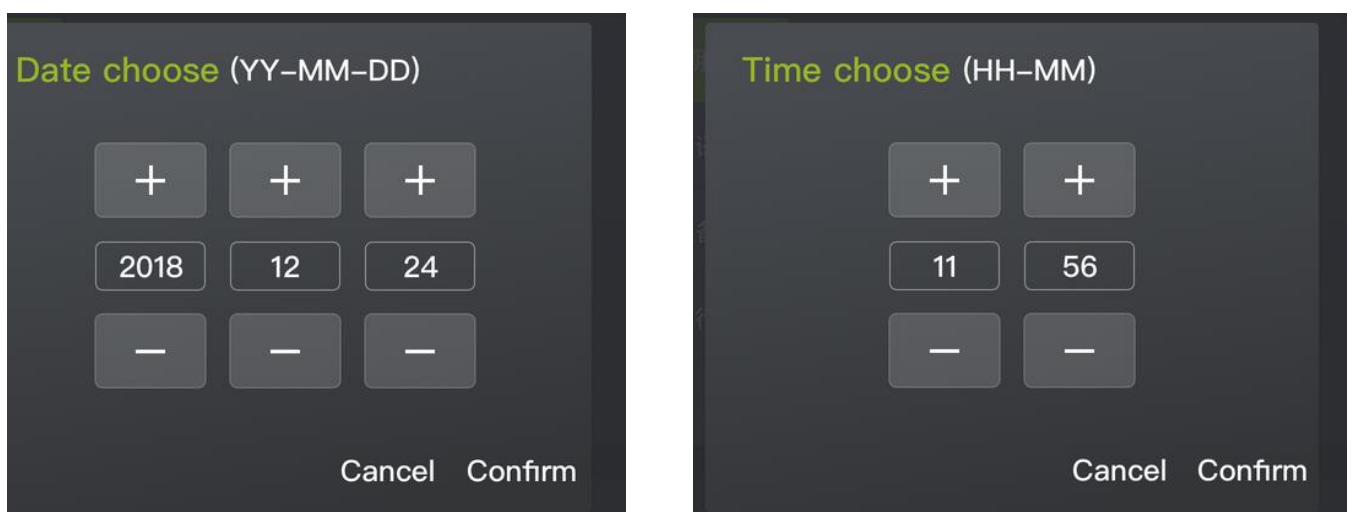 Date choose (YY-MM-DD)
+ + +
2018 12 24
− − −
Cancel Confirm
Time choose (HH-MM)
+ +
11 56
− −
Cancel Confirm